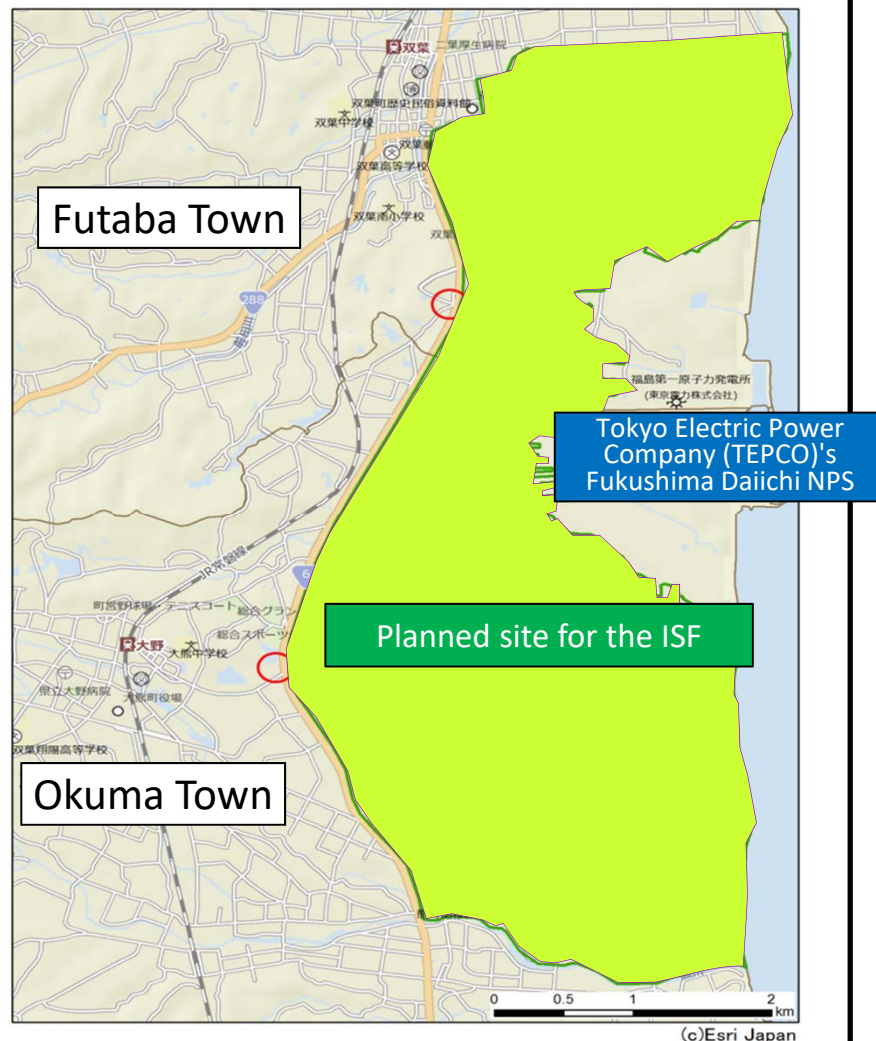 双葉
二葉厚生病院
双葉町歴史民俗資料館
双葉中学校
双葉高等学校
双葉南小学校
Futaba Town
288
福島第一原子力発電所
(東京電力株式会社)
Tokyo Electric Power
Company (TEPCO)'s
Fukushima Daiichi NPS
JR常磐線
6
町営野球場・テニスコート
総合グラン
総合スポーツ
Planned site for the ISF
大野
大熊中学校
県立大野病院
大熊町役場
双葉翔陽高等学校
Okuma Town
0 0.5 1 2
km
(c)Esri Japan